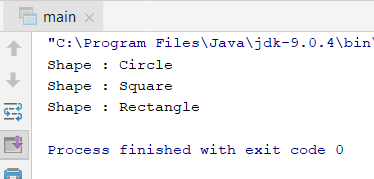 main
"C:\Program Files\Java\jdk-9.0.4\bin\
Shape : Circle
Shape : Square
Shape : Rectangle
Process finished with exit code 0